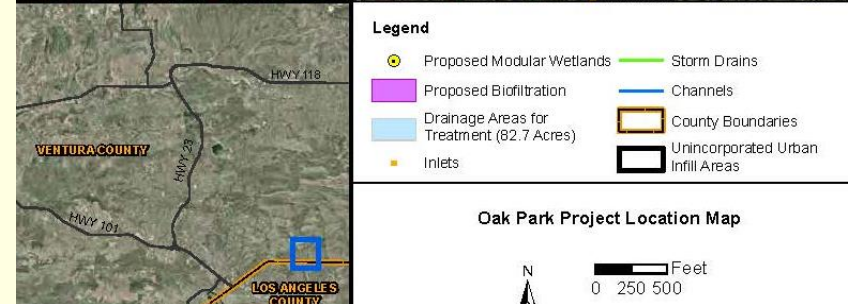 HWY 118
VENTURA COUNTY
HWY 23
HWY 101
LOS ANGELES
COUNTY
Legend
Proposed Modular Wetlands
Proposed Biofiltration
Drainage Areas for
Treatment (82.7 Acres)
Inlets
Storm Drains
Channels
County Boundaries
Unincorporated Urban
Infill Areas
Oak Park Project Location Map
N
Feet
0 250 500